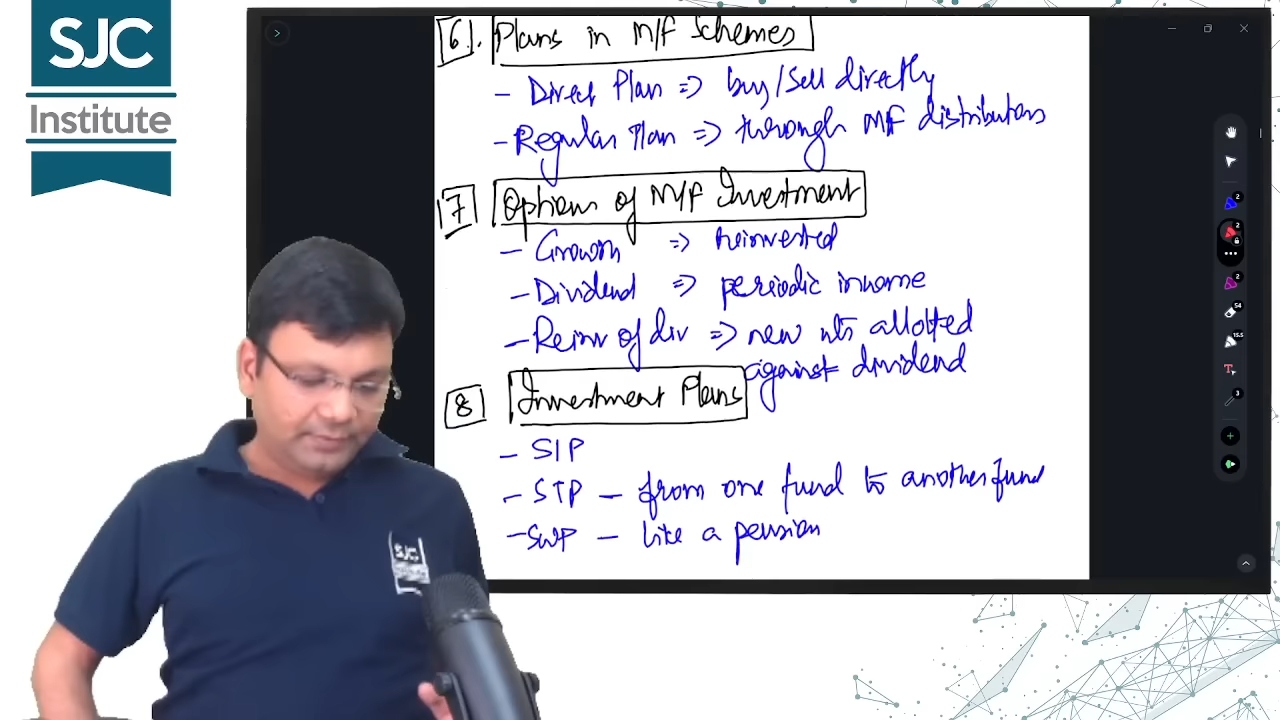 SJC
Institute
6). Plans in M/F Schemes
- Direct Plan => buy/sell directly
- Regular Plan => through M/F distributors
7 Options of M/F Investment
- Growth => reinvested
- Dividend => periodic income
- Reinv of div => new uts allotted
against dividend
8 Investment Plans
- SIP
- STP - from one fund to another fund
- SWP - like a pension
SJC